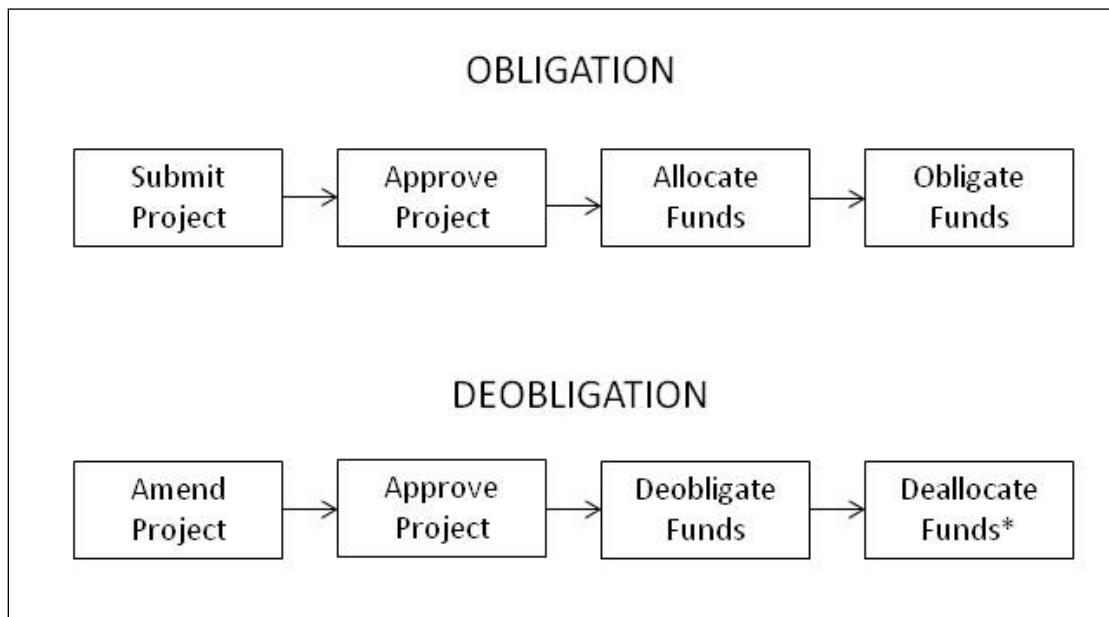 OBLIGATION
Submit
Project
Approve
Project
Allocate
Funds
Obligate
Funds
DEOBLIGATION
Amend
Project
Approve
Project
Deobligate
Funds
Deallocate
Funds*